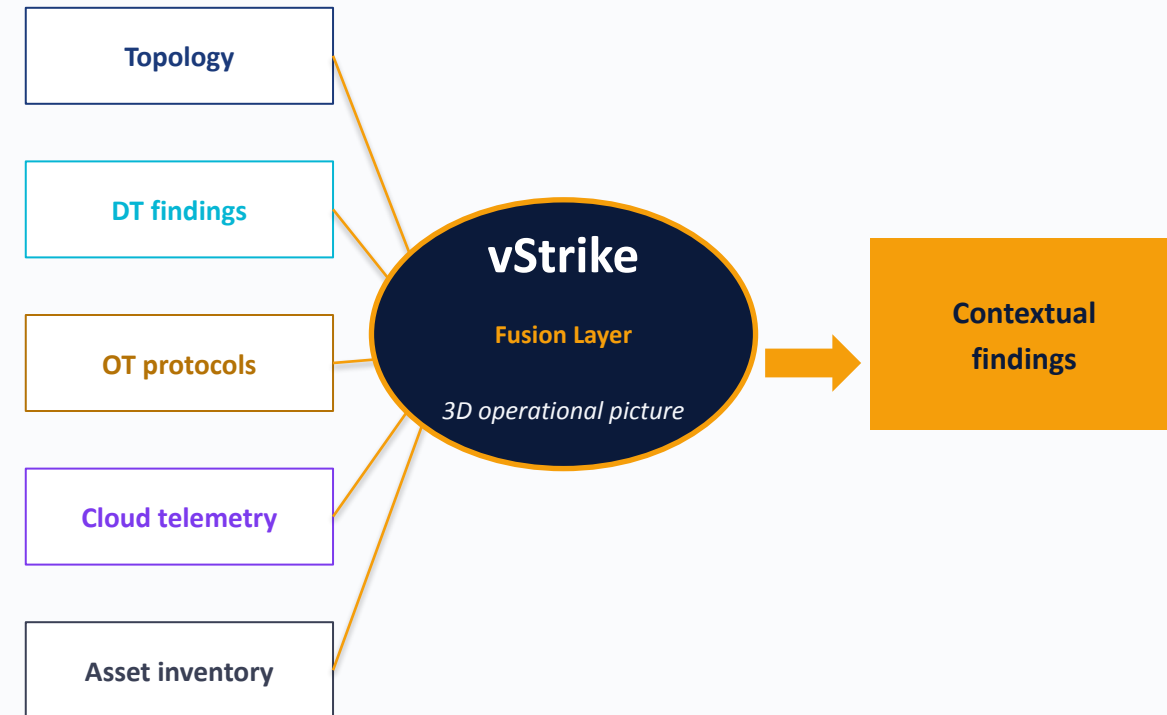 Topology
DT findings
OT protocols
Cloud telemetry
Asset inventory
vStrike
Fusion Layer
3D operational picture
Contextual
findings